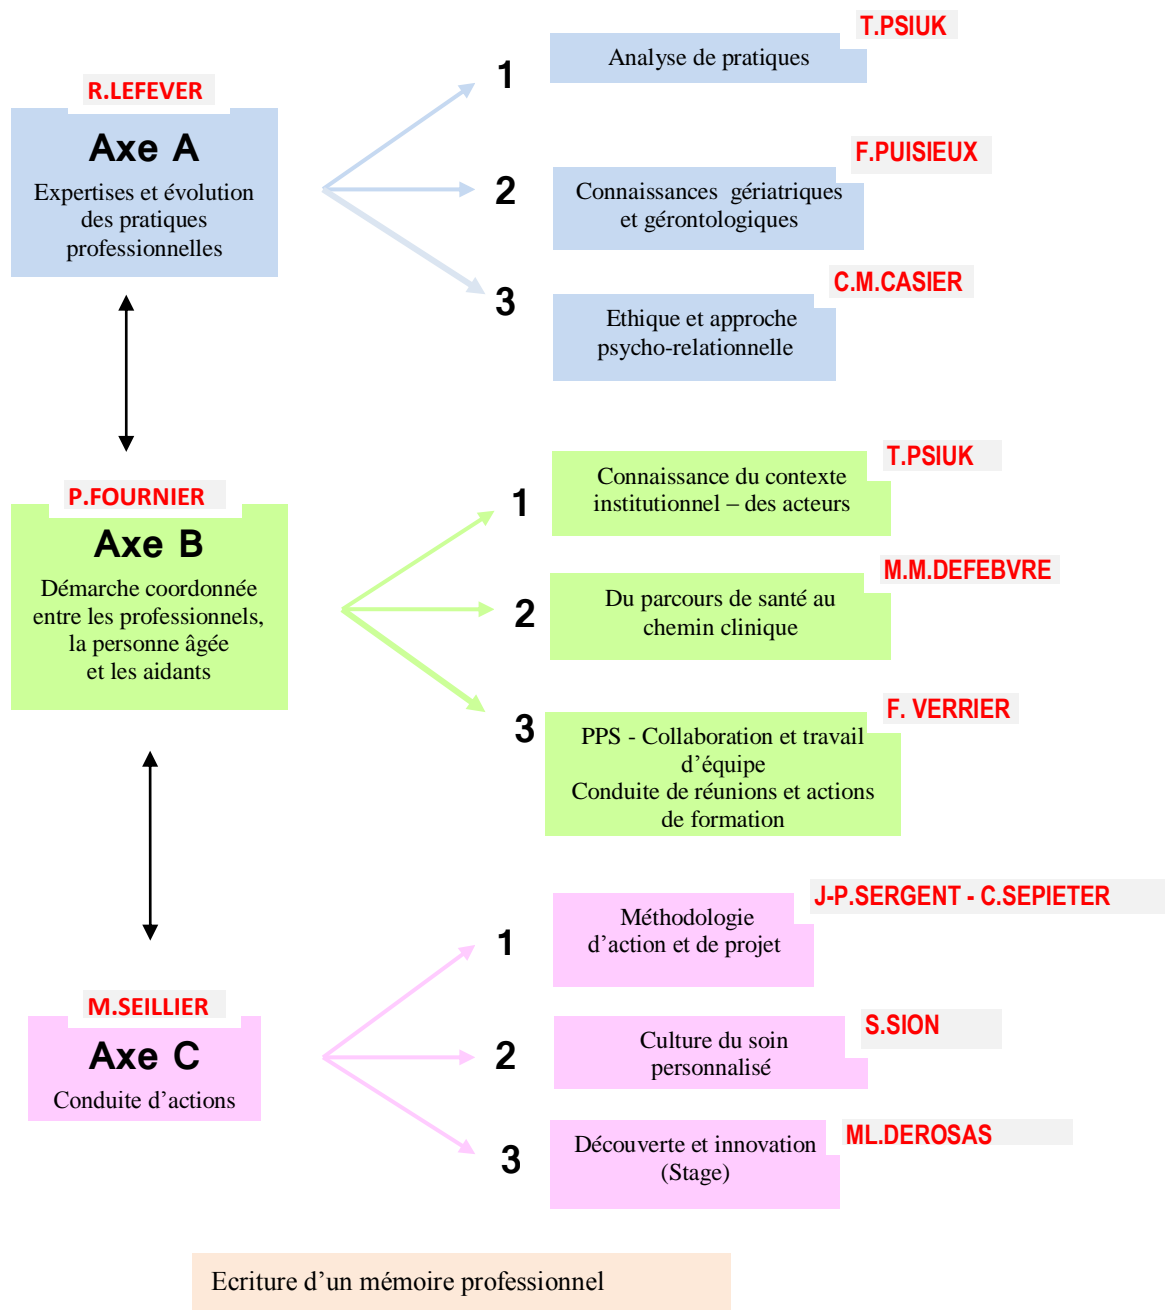 R.LEFEVER
Axe A
Expertises et évolution
des pratiques
professionnelles
T.PSIUK
1
Analyse de pratiques
F.PUISIEUX
2
Connaissances gériatriques
et gérontologiques
C.M.CASIER
3
Ethique et approche
psycho-relationnelle
P.FOURNIER
Axe B
Démarche coordonnée
entre les professionnels,
la personne âgée
et les aidants
T.PSIUK
1
Connaissance du contexte
institutionnel – des acteurs
M.M.DEFEBVRE
2
Du parcours de santé au
chemin clinique
F. VERRIER
3
PPS - Collaboration et travail
d’équipe
Conduite de réunions et actions
de formation
M.SEILLIER
Axe C
Conduite d’actions
J-P.SERGENT - C.SEPIETER
1
Méthodologie
d’action et de projet
S.SION
2
Culture du soin
personnalisé
ML.DEROSAS
3
Découverte et innovation
(Stage)
Ecriture d’un mémoire professionnel